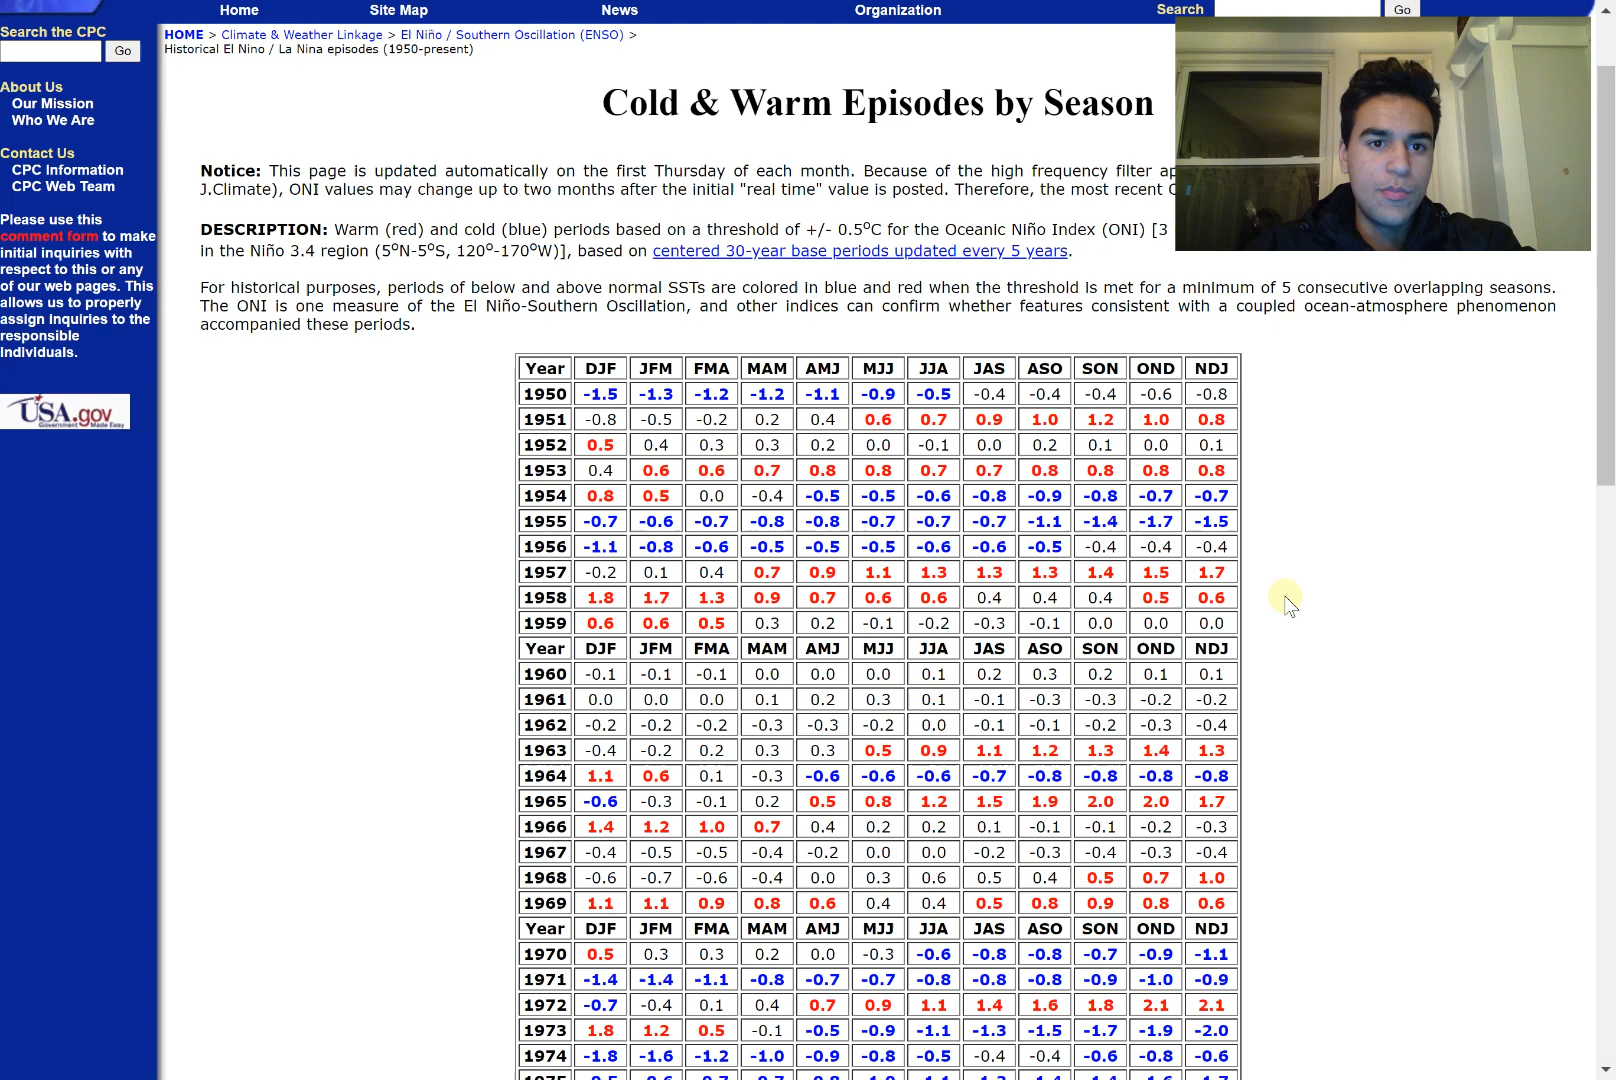 Home Site Map News Organization Search Go
Search the CPC
Go
About Us
Our Mission
Who We Are
Contact Us
CPC Information
CPC Web Team
Please use this
comment form to make
initial inquiries with
respect to this or any
of our web pages. This
allows us to properly
assign inquiries to the
responsible
individuals.
USA.gov
Government Made Easy
HOME > Climate & Weather Linkage > El Niño / Southern Oscillation (ENSO) >
Historical El Nino / La Nina episodes (1950-present)
Cold & Warm Episodes by Season
Notice: This page is updated automatically on the first Thursday of each month. Because of the high frequency filter ap
J.Climate), ONI values may change up to two months after the initial "real time" value is posted. Therefore, the most recent O
DESCRIPTION: Warm (red) and cold (blue) periods based on a threshold of +/- 0.5°C for the Oceanic Niño Index (ONI) [3
in the Niño 3.4 region (5°N-5°S, 120°-170°W)], based on centered 30-year base periods updated every 5 years.
For historical purposes, periods of below and above normal SSTs are colored in blue and red when the threshold is met for a minimum of 5 consecutive overlapping seasons.
The ONI is one measure of the El Niño-Southern Oscillation, and other indices can confirm whether features consistent with a coupled ocean-atmosphere phenomenon
accompanied these periods.
Year DJF JFM FMA MAM AMJ MJJ JJA JAS ASO SON OND NDJ
1950 -1.5 -1.3 -1.2 -1.2 -1.1 -0.9 -0.5 -0.4 -0.4 -0.4 -0.6 -0.8
1951 -0.8 -0.5 -0.2 0.2 0.4 0.6 0.7 0.9 1.0 1.2 1.0 0.8
1952 0.5 0.4 0.3 0.3 0.2 0.0 -0.1 0.0 0.2 0.1 0.0 0.1
1953 0.4 0.6 0.6 0.7 0.8 0.8 0.7 0.7 0.8 0.8 0.8 0.8
1954 0.8 0.5 0.0 -0.4 -0.5 -0.5 -0.6 -0.8 -0.9 -0.8 -0.7 -0.7
1955 -0.7 -0.6 -0.7 -0.8 -0.8 -0.7 -0.7 -0.7 -1.1 -1.4 -1.7 -1.5
1956 -1.1 -0.8 -0.6 -0.5 -0.5 -0.5 -0.6 -0.6 -0.5 -0.4 -0.4 -0.4
1957 -0.2 0.1 0.4 0.7 0.9 1.1 1.3 1.3 1.3 1.4 1.5 1.7
1958 1.8 1.7 1.3 0.9 0.7 0.6 0.6 0.4 0.4 0.4 0.5 0.6
1959 0.6 0.6 0.5 0.3 0.2 -0.1 -0.2 -0.3 -0.1 0.0 0.0 0.0
Year DJF JFM FMA MAM AMJ MJJ JJA JAS ASO SON OND NDJ
1960 -0.1 -0.1 -0.1 0.0 0.0 0.0 0.1 0.2 0.3 0.2 0.1 0.1
1961 0.0 0.0 0.0 0.1 0.2 0.3 0.1 -0.1 -0.3 -0.3 -0.2 -0.2
1962 -0.2 -0.2 -0.2 -0.3 -0.3 -0.2 0.0 -0.1 -0.1 -0.2 -0.3 -0.4
1963 -0.4 -0.2 0.2 0.3 0.3 0.5 0.9 1.1 1.2 1.3 1.4 1.3
1964 1.1 0.6 0.1 -0.3 -0.6 -0.6 -0.6 -0.7 -0.8 -0.8 -0.8 -0.8
1965 -0.6 -0.3 -0.1 0.2 0.5 0.8 1.2 1.5 1.9 2.0 2.0 1.7
1966 1.4 1.2 1.0 0.7 0.4 0.2 0.2 0.1 -0.1 -0.1 -0.2 -0.3
1967 -0.4 -0.5 -0.5 -0.4 -0.2 0.0 0.0 -0.2 -0.3 -0.4 -0.3 -0.4
1968 -0.6 -0.7 -0.6 -0.4 0.0 0.3 0.6 0.5 0.4 0.5 0.7 1.0
1969 1.1 1.1 0.9 0.8 0.6 0.4 0.4 0.5 0.8 0.9 0.8 0.6
Year DJF JFM FMA MAM AMJ MJJ JJA JAS ASO SON OND NDJ
1970 0.5 0.3 0.3 0.2 0.0 -0.3 -0.6 -0.8 -0.8 -0.7 -0.9 -1.1
1971 -1.4 -1.4 -1.1 -0.8 -0.7 -0.7 -0.8 -0.8 -0.8 -0.9 -1.0 -0.9
1972 -0.7 -0.4 0.1 0.4 0.7 0.9 1.1 1.4 1.6 1.8 2.1 2.1
1973 1.8 1.2 0.5 -0.1 -0.5 -0.9 -1.1 -1.3 -1.5 -1.7 -1.9 -2.0
1974 -1.8 -1.6 -1.2 -1.0 -0.9 -0.8 -0.5 -0.4 -0.4 -0.6 -0.8 -0.6